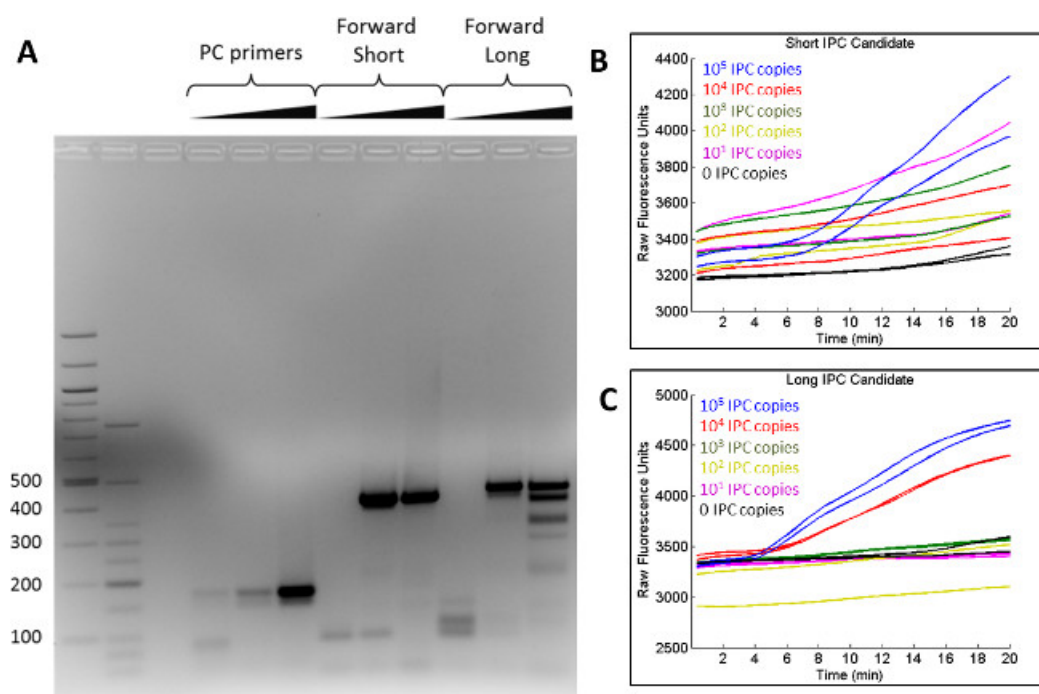 A
PC primers
Forward
Short
Forward
Long
500
400
300
200
100
B
Short IPC Candidate
4400
4200
4000
3800
3600
3400
3200
3000
Raw Fluorescence Units
10⁵ IPC copies
10⁴ IPC copies
10³ IPC copies
10² IPC copies
10¹ IPC copies
0 IPC copies
2 4 6 8 10 12 14 16 18 20
Time (min)
C
Long IPC Candidate
5000
4500
4000
3500
3000
2500
Raw Fluorescence Units
10⁵ IPC copies
10⁴ IPC copies
10³ IPC copies
10² IPC copies
10¹ IPC copies
0 IPC copies
2 4 6 8 10 12 14 16 18 20
Time (min)